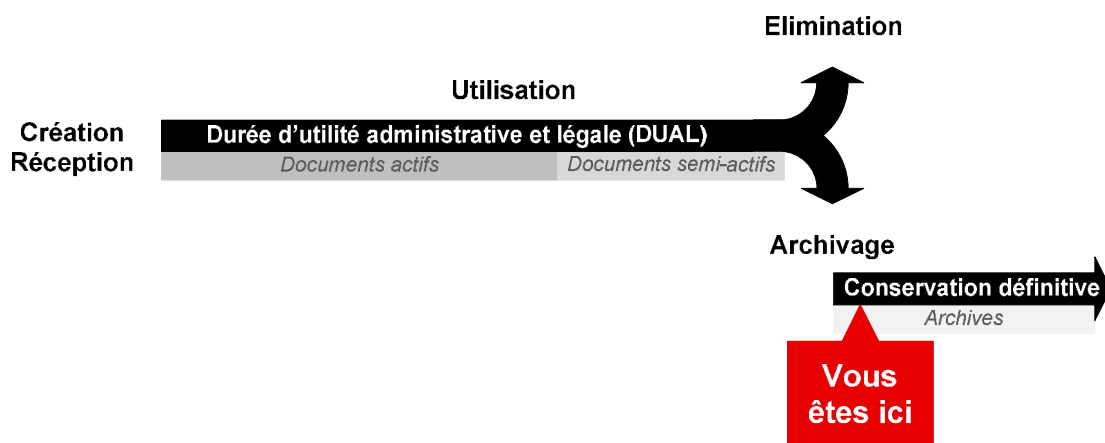 Elimination
Utilisation
Création
Réception
Durée d'utilité administrative et légale (DUAL)
Documents actifs
Documents semi-actifs
Archivage
Conservation définitive
Archives
Vous
êtes ici